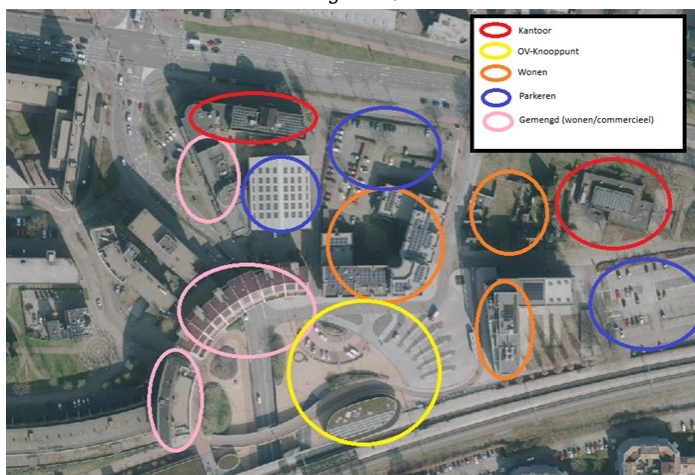 Kantoor
OV-Knooppunt
Wonen
Parkeren
Gemengd (wonen/commercieel)